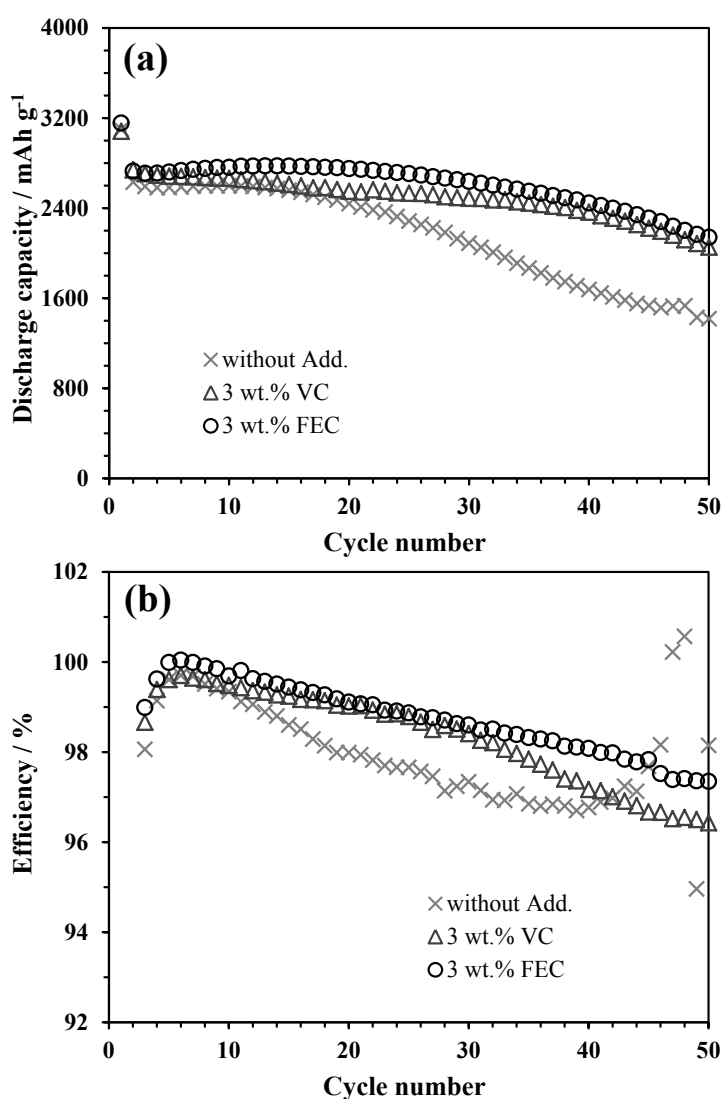 (a)
Discharge capacity / mAh g⁻¹
4000
3200
2400
1600
800
0
without Add.
3 wt.% VC
3 wt.% FEC
0 10 20 30 40 50
Cycle number
(b)
Efficiency / %
102
100
98
96
94
92
without Add.
3 wt.% VC
3 wt.% FEC
0 10 20 30 40 50
Cycle number